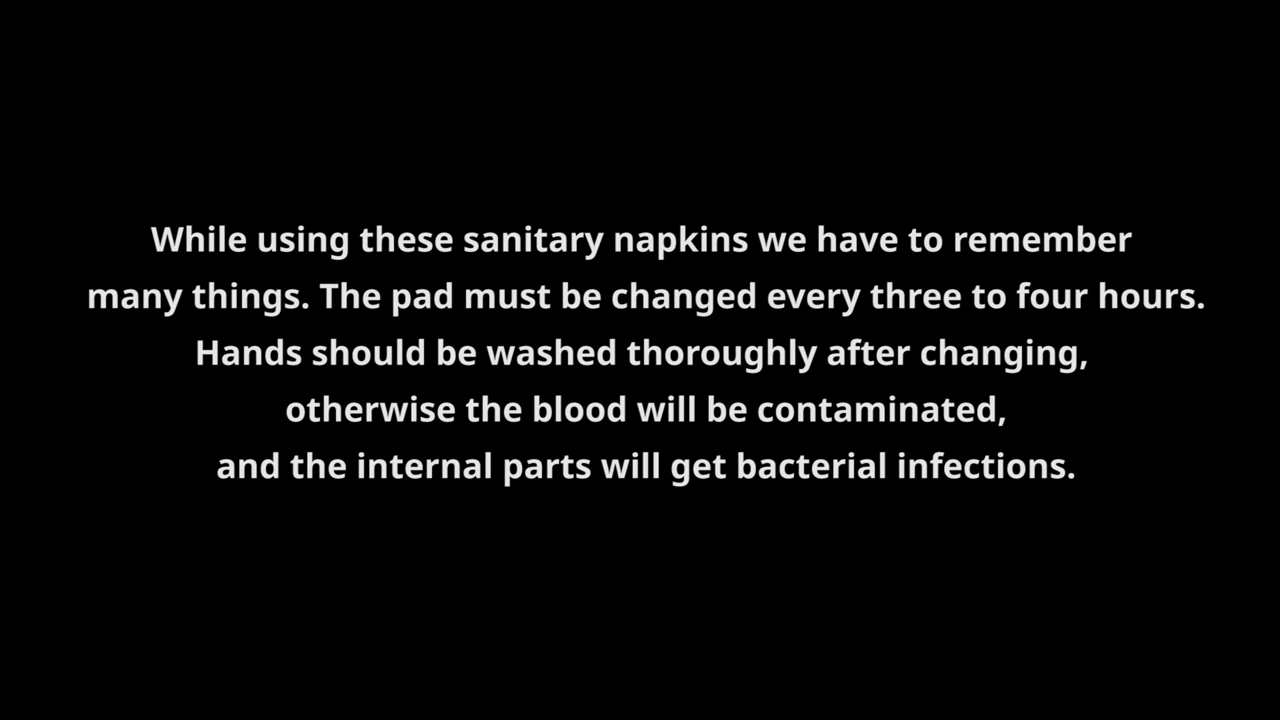 While using these sanitary napkins we have to remember
many things. The pad must be changed every three to four hours.
Hands should be washed thoroughly after changing,
otherwise the blood will be contaminated,
and the internal parts will get bacterial infections.